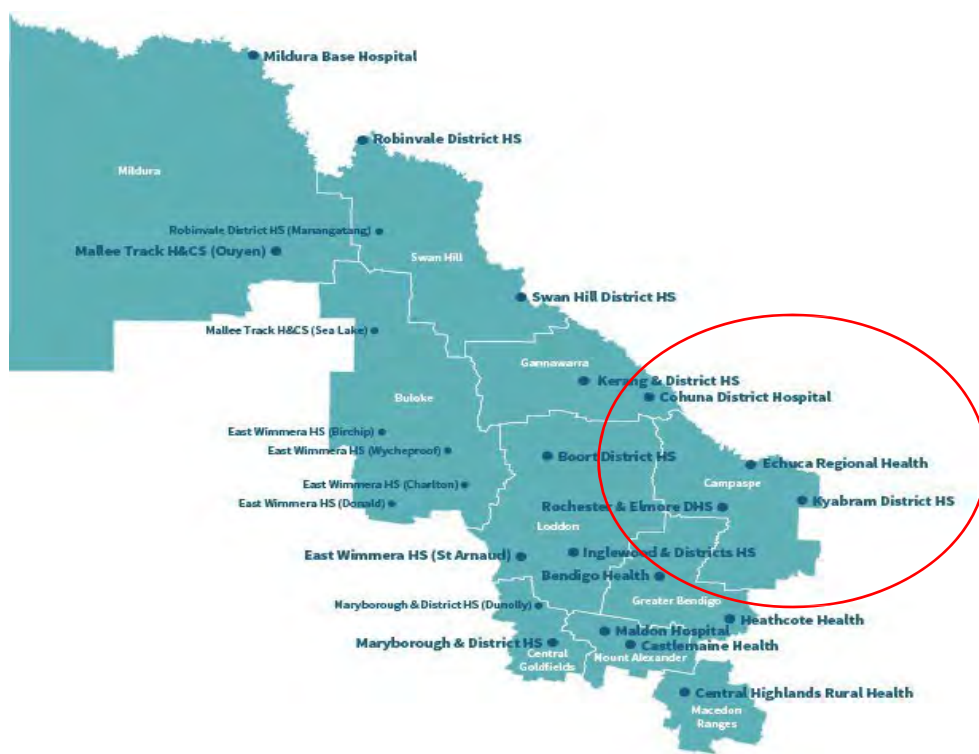 Mildura Base Hospital
Robinvale District HS
Mildura
Robinvale District HS (Manangatang)
Mallee Track H&CS (Ouyen)
Swan Hill
Swan Hill District HS
Mallee Track H&CS (Sea Lake)
Gannawarra
Kerang & District HS
Cohuna District Hospital
Buloke
East Wimmera HS (Birchip)
East Wimmera HS (Wycheproof)
Boort District HS
Echuca Regional Health
Campaspe
East Wimmera HS (Charlton)
Kyabram District HS
East Wimmera HS (Donald)
Rochester & Elmore DHS
Loddon
East Wimmera HS (St Arnaud)
Inglewood & Districts HS
Bendigo Health
Greater Bendigo
Maryborough & District HS (Dunolly)
Heathcote Health
Maldon Hospital
Maryborough & District HS
Castlemaine Health
Central
Goldfields
Mount Alexander
Central Highlands Rural Health
Macedon
Ranges